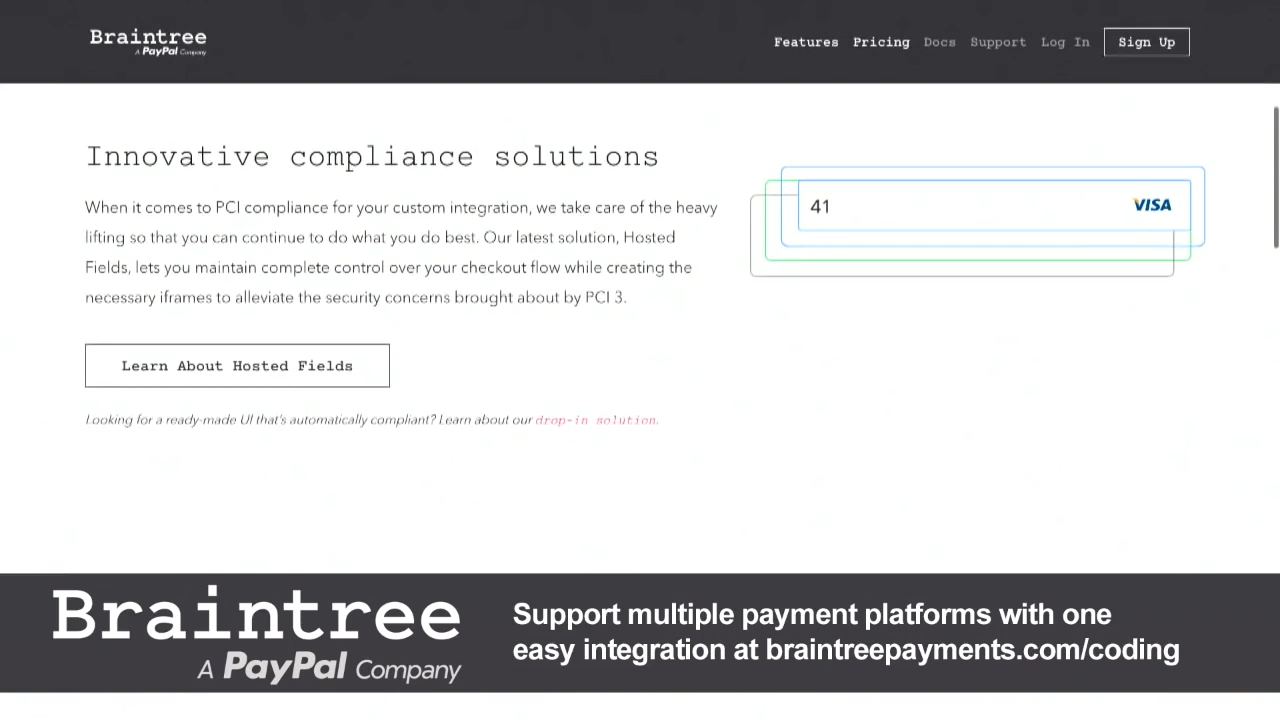 Braintree
A PayPal Company
Features Pricing Docs Support Log In Sign Up
Innovative compliance solutions
When it comes to PCI compliance for your custom integration, we take care of the heavy
lifting so that you can continue to do what you do best. Our latest solution, Hosted
Fields, lets you maintain complete control over your checkout flow while creating the
necessary iframes to alleviate the security concerns brought about by PCI 3.
41 VISA
Learn About Hosted Fields
Looking for a ready-made UI that's automatically compliant? Learn about our drop-in solution.
Braintree
A PayPal Company
Support multiple payment platforms with one
easy integration at braintreepayments.com/coding